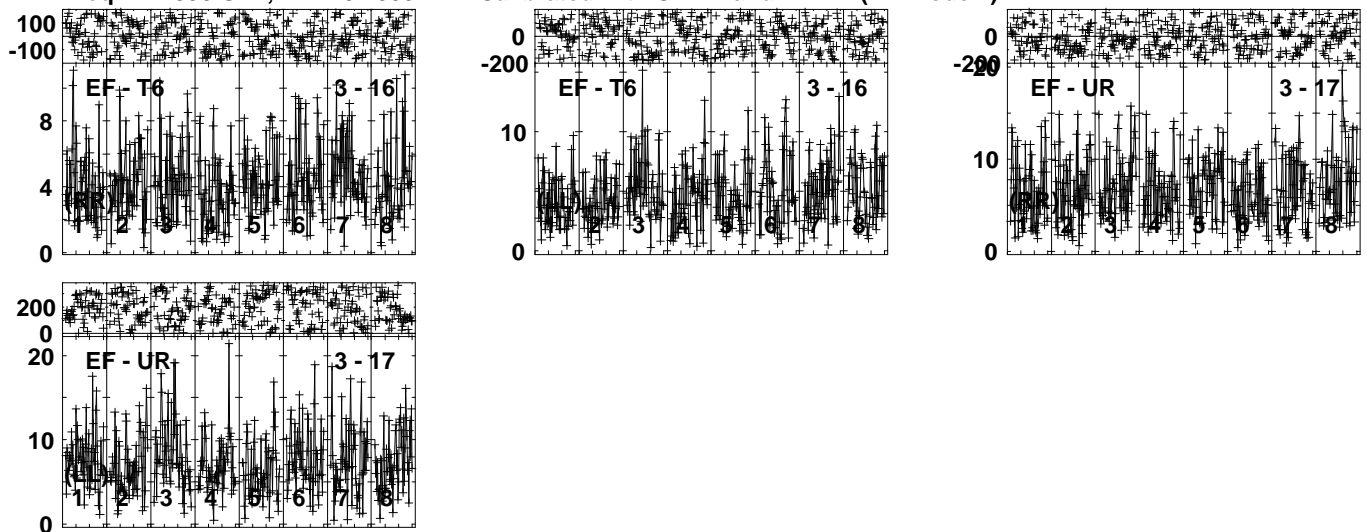 100 0 0
-100 -200 -200
20
EF - T6 3 - 16 EF - T6 3 - 16 EF - UR 3 - 17
8 10 10
4
(RR) (LL) (RR)
1 2 3 4 5 6 7 8 1 2 3 4 5 6 7 8 1 2 3 4 5 6 7 8
0 0 0
200
0
EF - UR 3 - 17
20
10
(LL)
1 2 3 4 5 6 7 8
0